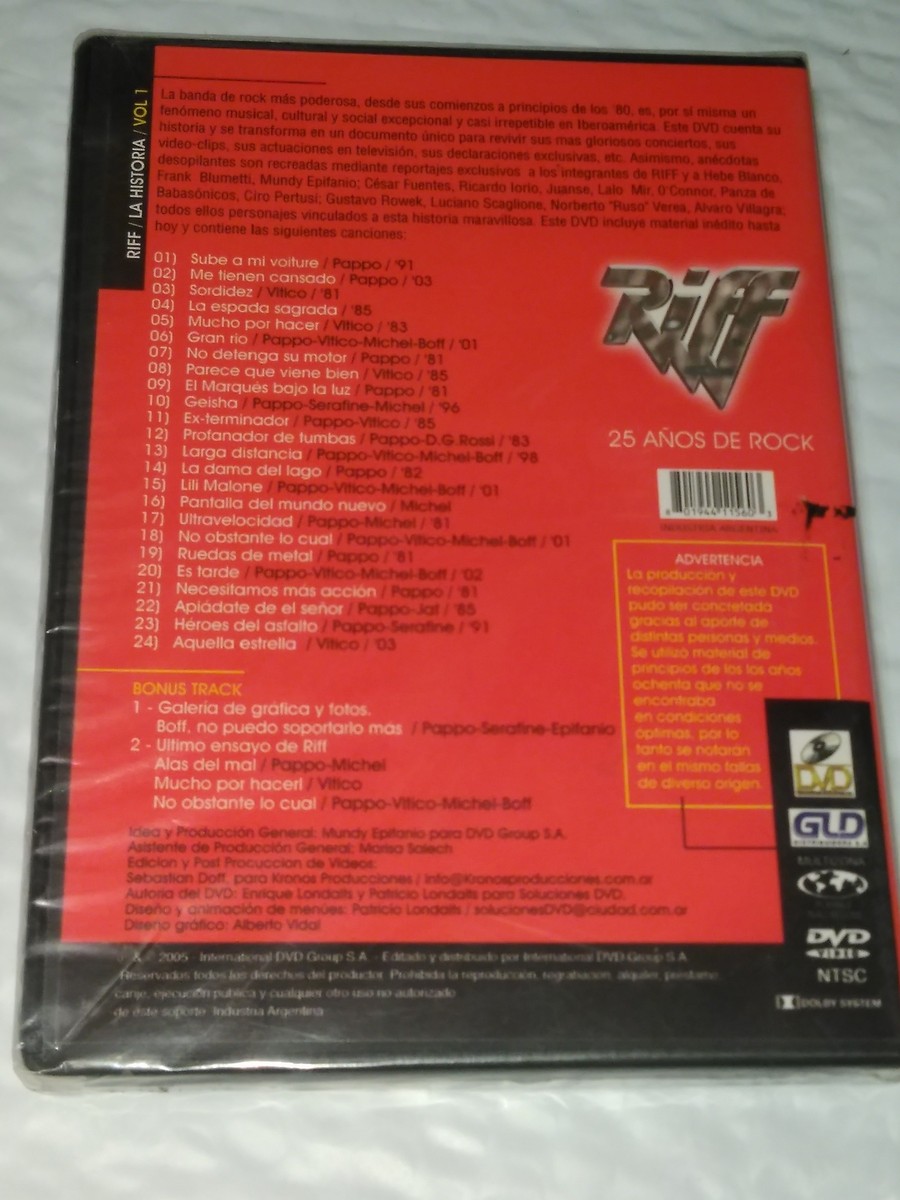 RIFF / LA HISTORIA / VOL 1
La banda de rock más poderosa, desde sus comienzos a principios de los '80, es, por sí misma un
fenómeno musical, cultural y social excepcional y casi irrepetible en Iberoamérica. Este DVD cuenta su
historia y se transforma en un documento único para revivir sus mas gloriosos conciertos, sus
video-clips, sus actuaciones en televisión, sus declaraciones exclusivas, etc. Asimismo, anécdotas
desopilantes son recreadas mediante reportajes exclusivos a los integrantes de RIFF y a Hebe Blanco,
Frank Blumetti, Mundy Epifanio; César Fuentes, Ricardo Iorio, Juanse, Lalo Mir, O'Connor, Panza de
Babasónicos, Ciro Pertusi; Gustavo Rowek, Luciano Scaglione, Norberto "Ruso" Verea, Alvaro Villagra;
todos ellos personajes vinculados a esta historia maravillosa. Este DVD incluye material inédito hasta
hoy y contiene las siguientes canciones:
01) Sube a mi voiture / Pappo / '91
02) Me tienen cansado / Pappo / '03
03) Sordidez / Vitico / '81
04) La espada sagrada / '85
05) Mucho por hacer / Vitico / '83
06) Gran rio / Pappo-Vitico-Michel-Boff / '01
07) No detenga su motor / Pappo / '81
08) Parece que viene bien / Vitico / '85
09) El Marqués bajo la luz / Pappo / '81
10) Geisha / Pappo-Serafine-Michel / '96
11) Ex-terminador / Pappo-Vitico / '85
12) Profanador de tumbas / Pappo-D.G.Rossi / '83
13) Larga distancia / Pappo-Vitico-Michel-Boff / '98
14) La dama del lago / Pappo / '82
15) Lili Malone / Pappo-Vitico-Michel-Boff / '01
16) Pantalla del mundo nuevo / Michel
17) Ultravelocidad / Pappo-Michel / '81
18) No obstante lo cual / Pappo-Vitico-Michel-Boff / '01
19) Ruedas de metal / Pappo / '81
20) Es tarde / Pappo-Vitico-Michel-Boff / '02
21) Necesitamos más acción / Pappo / '81
22) Apiádate de el señor / Pappo-Jaf / '85
23) Héroes del asfalto / Pappo-Serafine / '91
24) Aquella estrella / Vitico / '03
BONUS TRACK
1 - Galería de gráfica y fotos.
Boff, no puedo soportarlo más / Pappo-Serafine-Epifanio
2 - Ultimo ensayo de Riff
Alas del mal / Pappo-Michel
Mucho por hacer! / Vitico
No obstante lo cual / Pappo-Vitico-Michel-Boff
Idea y Producción General: Mundy Epifanio para DVD Group S.A.
Asistente de Producción General: Marisa Salech
Edicion y Post Procuccion de Videos:
Sebastian Doff, para Kronos Producciones / info@Kronosproducciones.com.ar
Autoría del DVD: Enrique Londaits y Patricio Londaits para Soluciones DVD.
Diseño y animación de menúes: Patricio Londaits / solucionesDVD@ciudad.com.ar
Diseño gráfico: Alberto Vidal
2005 - International DVD Group S.A. - Editado y distribuido por International DVD Group S.A.
Reservados todos los derechos del productor. Prohibida la reproducción, regrabación, alquiler, préstamo,
canje, ejecución publica y cualquier otro uso no autorizado
de este soporte. Industria Argentina
Riff
25 AÑOS DE ROCK
8 01944 11560 3
INDUSTRIA ARGENTINA
ADVERTENCIA
La producción y
recopilación de este DVD
pudo ser concretada
gracias al aporte de
distintas personas y medios.
Se utilizó material de
principios de los los años
ochenta que no se
encontraba
en condiciones
óptimas, por lo
tanto se notarán
en el mismo fallas
de diverso origen.
DVD
GLD
DISTRIBUIDORA S.A.
MULTIZONA
DVD
VIDEO
NTSC
DOLBY SYSTEM